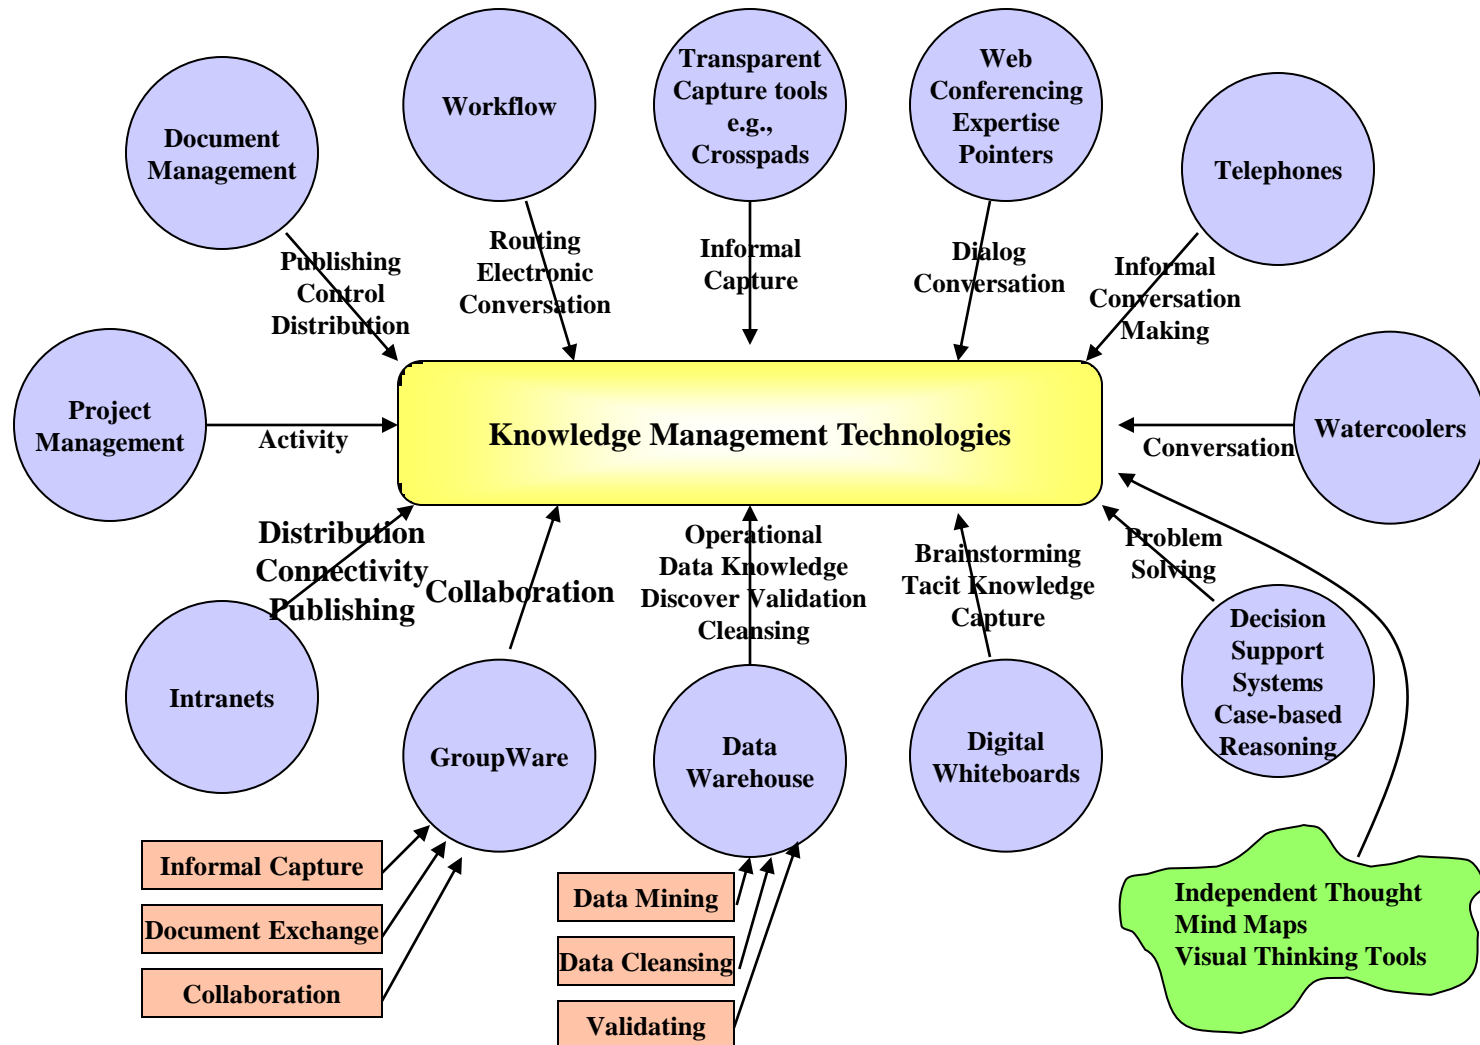 Document
Management
Workflow
Transparent
Capture tools
e.g.,
Crosspads
Web
Conferencing
Expertise
Pointers
Telephones
Publishing
Control
Distribution
Routing
Electronic
Conversation
Informal
Capture
Dialog
Conversation
Informal
Conversation
Making
Project
Management
Activity
Knowledge Management Technologies
Conversation
Watercoolers
Distribution
Connectivity
Publishing
Collaboration
Operational
Data Knowledge
Discover Validation
Cleansing
Brainstorming
Tacit Knowledge
Capture
Problem
Solving
Intranets
GroupWare
Data
Warehouse
Digital
Whiteboards
Decision
Support
Systems
Case-based
Reasoning
Informal Capture
Document Exchange
Collaboration
Data Mining
Data Cleansing
Validating
Independent Thought
Mind Maps
Visual Thinking Tools